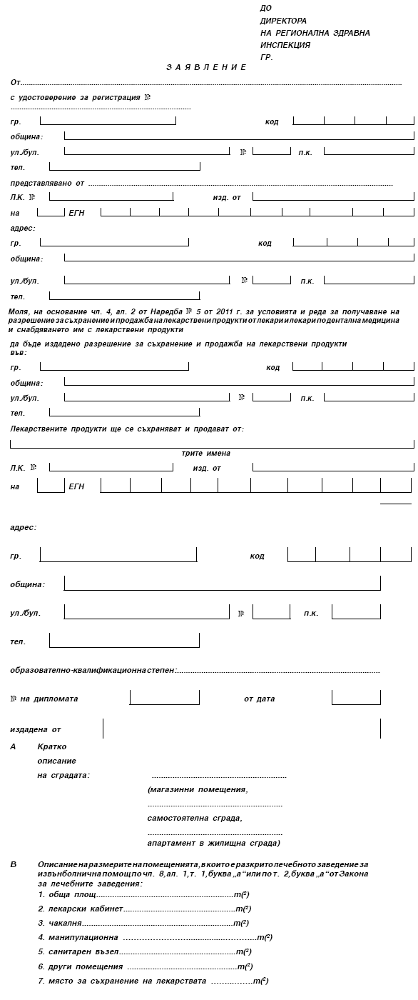 ДО
ДИРЕКТОРА
НА РЕГИОНАЛНА ЗДРАВНА
ИНСПЕКЦИЯ
ГР.
З А Я В Л Е Н И Е
От....................................................................................................
с удостоверение за регистрация №
....................................................................................
гр. код
община:
ул./бул. № п.к.
тел.
представлявано от ....................................................................................................
Л.К. № изд. от
на ЕГН
адрес:
гр. код
община:
ул./бул. № п.к.
тел.
Моля, на основание чл. 4, ал. 2 от Наредба № 5 от 2011 г. за условията и реда за получаване на
разрешение за съхранение и продажба на лекарствени продукти от лекари и лекари по дентална медицина
и снабдяването им с лекарствени продукти
да бъде издадено разрешение за съхранение и продажба на лекарствени продукти
във:
гр. код
община:
ул./бул. № п.к.
тел.
Лекарствените продукти ще се съхраняват и продават от:
трите имена
Л.К. № изд. от
на ЕГН
адрес:
гр. код
община:
ул./бул. № п.к.
тел.
образователно-квалификационна степен:....................................................................................
№ на дипломата от дата
издадена от
А Кратко
описание
на сградата: ...............................................................
(магазинни помещения,
...............................................................
самостоятелна сграда,
...............................................................
апартамент в жилищна сграда)
В Описание на размерите на помещенията, в които е разкрито лечебното заведение за
извънболнична помощ по чл. 8, ал. 1, т. 1, буква „а“ или по т. 2, буква „а“ от Закона
за лечебните заведения:
1. обща площ...............................................................m(²)
2. лекарски кабинет...................................................m(²)
3. чакалня.....................................................................m(²)
4. манипулационна ...............................................................m(²)
5. санитарен възел.....................................................m(²)
6. други помещения ..................................................m(²)
7. място за съхранение на лекарствата ...................m(²)